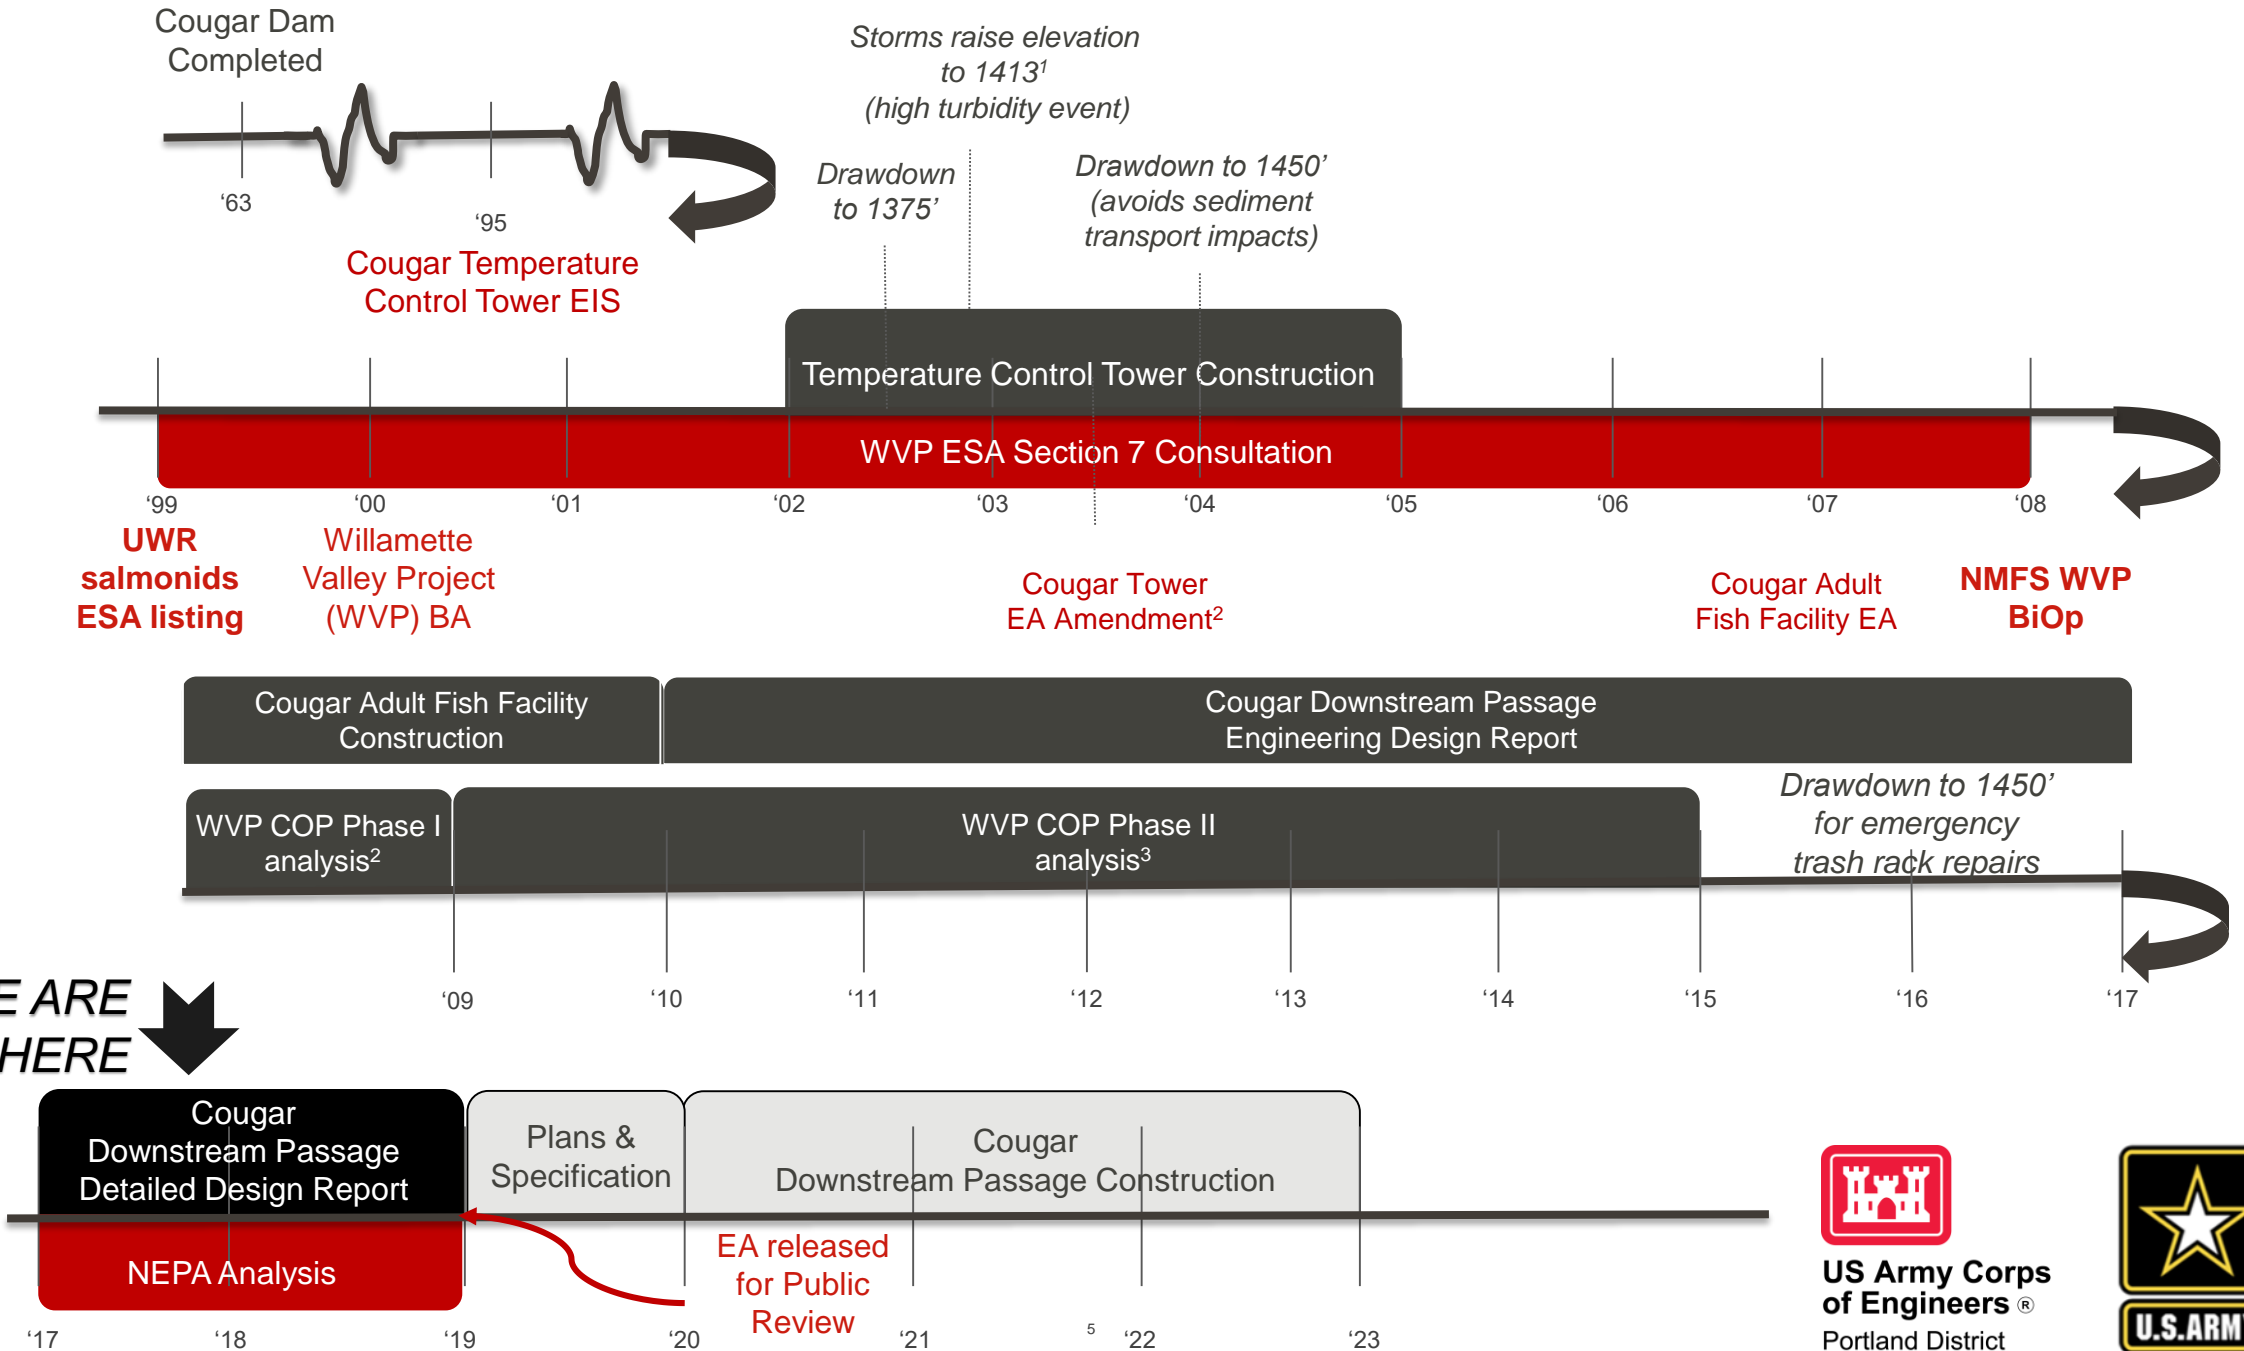 Cougar Dam
Completed
‘63
‘95
Cougar Temperature
Control Tower EIS
Storms raise elevation
to 1413¹
(high turbidity event)
Drawdown
to 1375’
Drawdown to 1450’
(avoids sediment
transport impacts)
Temperature Control Tower Construction
WVP ESA Section 7 Consultation
‘99
‘00
‘01
‘02
‘03
‘04
‘05
‘06
‘07
‘08
UWR
salmonids
ESA listing
Willamette
Valley Project
(WVP) BA
Cougar Tower
EA Amendment²
Cougar Adult
Fish Facility EA
NMFS WVP
BiOp
Cougar Adult Fish Facility
Construction
Cougar Downstream Passage
Engineering Design Report
WVP COP Phase I
analysis²
WVP COP Phase II
analysis³
Drawdown to 1450’
for emergency
trash rack repairs
‘09
‘10
‘11
‘12
‘13
‘14
‘15
‘16
‘17
E ARE
HERE
Cougar
Downstream Passage
Detailed Design Report
Plans &
Specification
Cougar
Downstream Passage Construction
NEPA Analysis
EA released
for Public
Review
‘17
‘18
‘19
‘20
‘21
5
‘22
‘23
US Army Corps
of Engineers ®
Portland District
U.S.ARMY